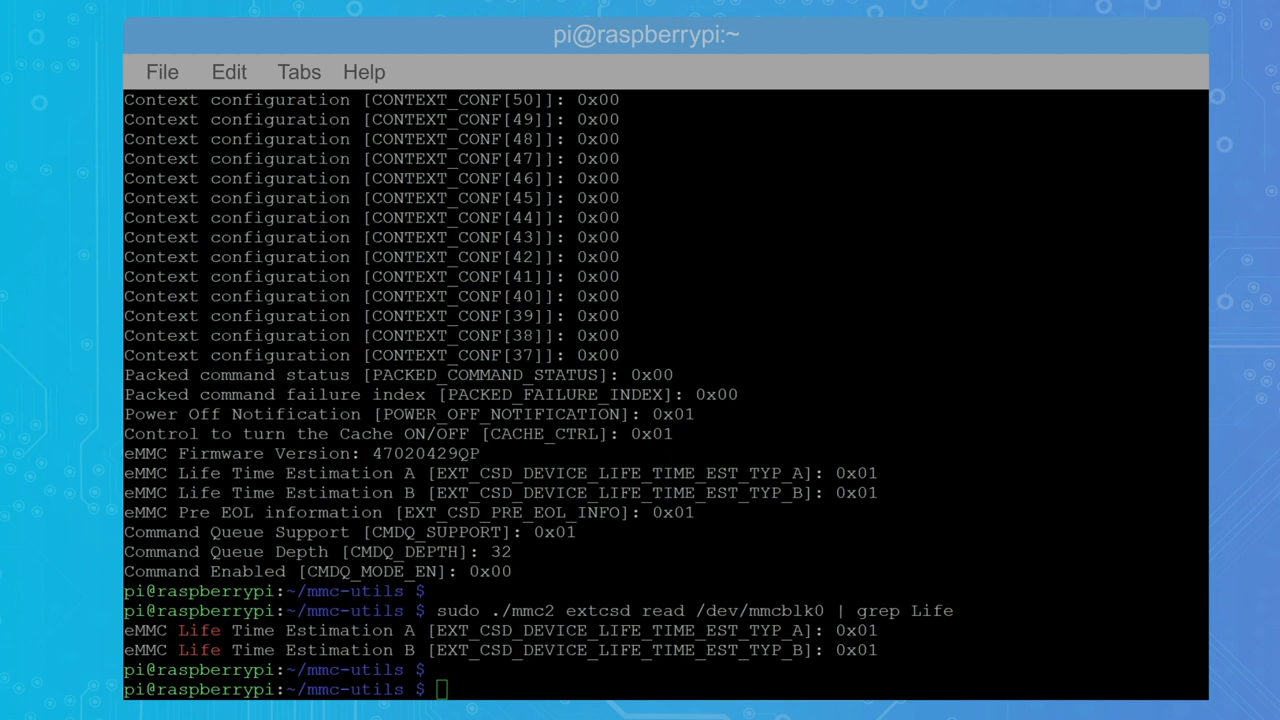 pi@raspberrypi:~
File Edit Tabs Help
Context configuration [CONTEXT_CONF[50]]: 0x00
Context configuration [CONTEXT_CONF[49]]: 0x00
Context configuration [CONTEXT_CONF[48]]: 0x00
Context configuration [CONTEXT_CONF[47]]: 0x00
Context configuration [CONTEXT_CONF[46]]: 0x00
Context configuration [CONTEXT_CONF[45]]: 0x00
Context configuration [CONTEXT_CONF[44]]: 0x00
Context configuration [CONTEXT_CONF[43]]: 0x00
Context configuration [CONTEXT_CONF[42]]: 0x00
Context configuration [CONTEXT_CONF[41]]: 0x00
Context configuration [CONTEXT_CONF[40]]: 0x00
Context configuration [CONTEXT_CONF[39]]: 0x00
Context configuration [CONTEXT_CONF[38]]: 0x00
Context configuration [CONTEXT_CONF[37]]: 0x00
Packed command status [PACKED_COMMAND_STATUS]: 0x00
Packed command failure index [PACKED_FAILURE_INDEX]: 0x00
Power Off Notification [POWER_OFF_NOTIFICATION]: 0x01
Control to turn the Cache ON/OFF [CACHE_CTRL]: 0x01
eMMC Firmware Version: 47020429QP
eMMC Life Time Estimation A [EXT_CSD_DEVICE_LIFE_TIME_EST_TYP_A]: 0x01
eMMC Life Time Estimation B [EXT_CSD_DEVICE_LIFE_TIME_EST_TYP_B]: 0x01
eMMC Pre EOL information [EXT_CSD_PRE_EOL_INFO]: 0x01
Command Queue Support [CMDQ_SUPPORT]: 0x01
Command Queue Depth [CMDQ_DEPTH]: 32
Command Enabled [CMDQ_MODE_EN]: 0x00
pi@raspberrypi:~/mmc-utils $
pi@raspberrypi:~/mmc-utils $ sudo ./mmc2 extcsd read /dev/mmcblk0 | grep Life
eMMC Life Time Estimation A [EXT_CSD_DEVICE_LIFE_TIME_EST_TYP_A]: 0x01
eMMC Life Time Estimation B [EXT_CSD_DEVICE_LIFE_TIME_EST_TYP_B]: 0x01
pi@raspberrypi:~/mmc-utils $
pi@raspberrypi:~/mmc-utils $